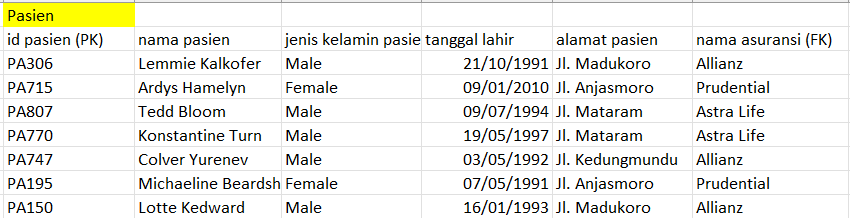 Pasien
id pasien (PK) nama pasien jenis kelamin pasie tanggal lahir alamat pasien nama asuransi (FK)
PA306 Lemmie Kalkofer Male 21/10/1991 Jl. Madukoro Allianz
PA715 Ardys Hamelyn Female 09/01/2010 Jl. Anjasmoro Prudential
PA807 Tedd Bloom Male 09/07/1994 Jl. Mataram Astra Life
PA770 Konstantine Turn Male 19/05/1997 Jl. Mataram Astra Life
PA747 Colver Yurenev Male 03/05/1992 Jl. Kedungmundu Allianz
PA195 Michaeline Beardsh Female 07/05/1991 Jl. Anjasmoro Prudential
PA150 Lotte Kedward Male 16/01/1993 Jl. Madukoro Allianz